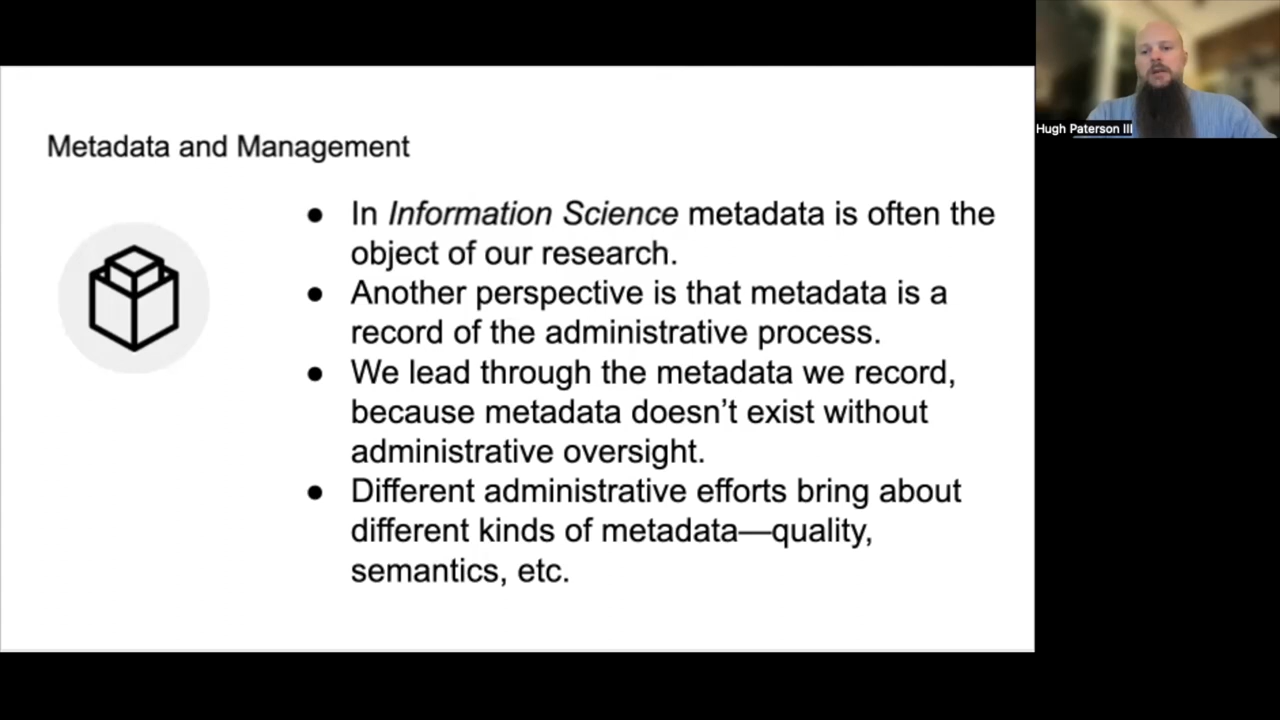 Metadata and Management
● In Information Science metadata is often the
object of our research.
● Another perspective is that metadata is a
record of the administrative process.
● We lead through the metadata we record,
because metadata doesn’t exist without
administrative oversight.
● Different administrative efforts bring about
different kinds of metadata—quality,
semantics, etc.
Hugh Paterson III